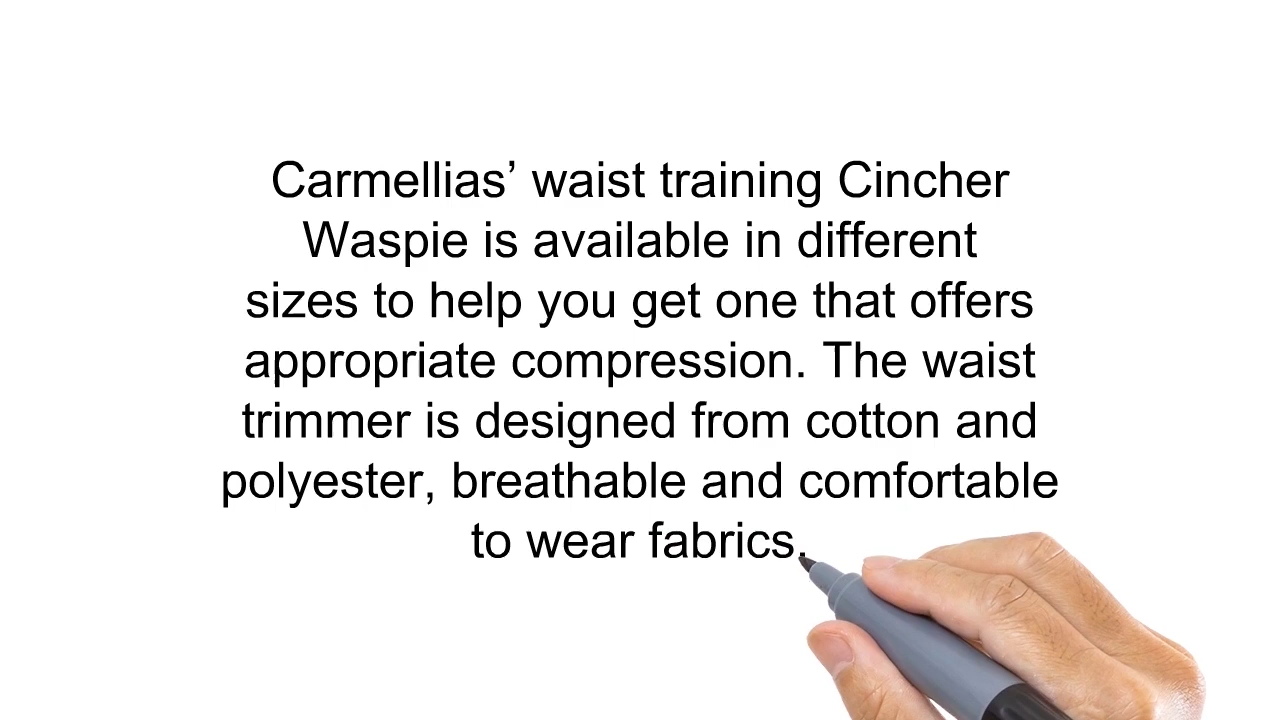 Carmellias’ waist training Cincher
Waspie is available in different
sizes to help you get one that offers
appropriate compression. The waist
trimmer is designed from cotton and
polyester, breathable and comfortable
to wear fabrics.